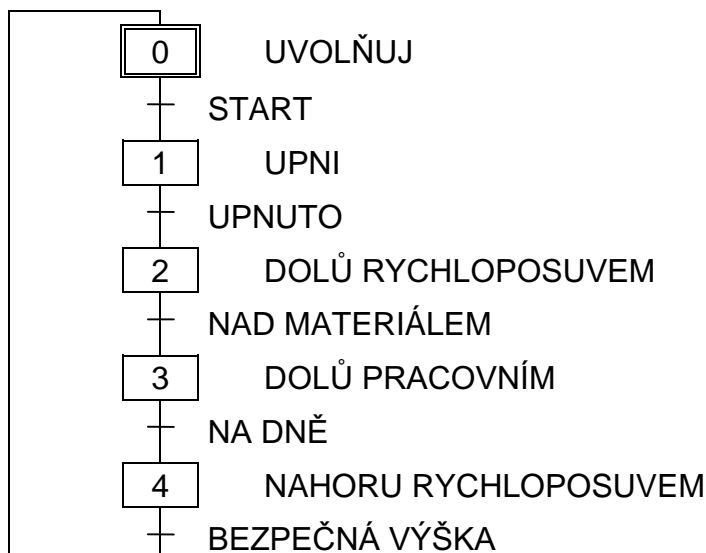 0 UVOLŇUJ
START
1 UPNI
UPNUTO
2 DOLŮ RYCHLOPOSUVEM
NAD MATERIÁLEM
3 DOLŮ PRACOVNÍM
NA DNĚ
4 NAHORU RYCHLOPOSUVEM
BEZPEČNÁ VÝŠKA